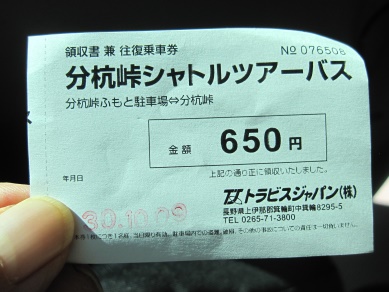 領収書 兼 往復乗車券 No 076508
分杭峠シャトルツアーバス
分杭峠ふもと駐車場⇔分杭峠
金額 650円
上記の通り正に領収いたしました。
年月日
30.10.09
トラビスジャパン(株)
長野県上伊那郡箕輪町中箕輪8295-5
TEL 0265-71-3800